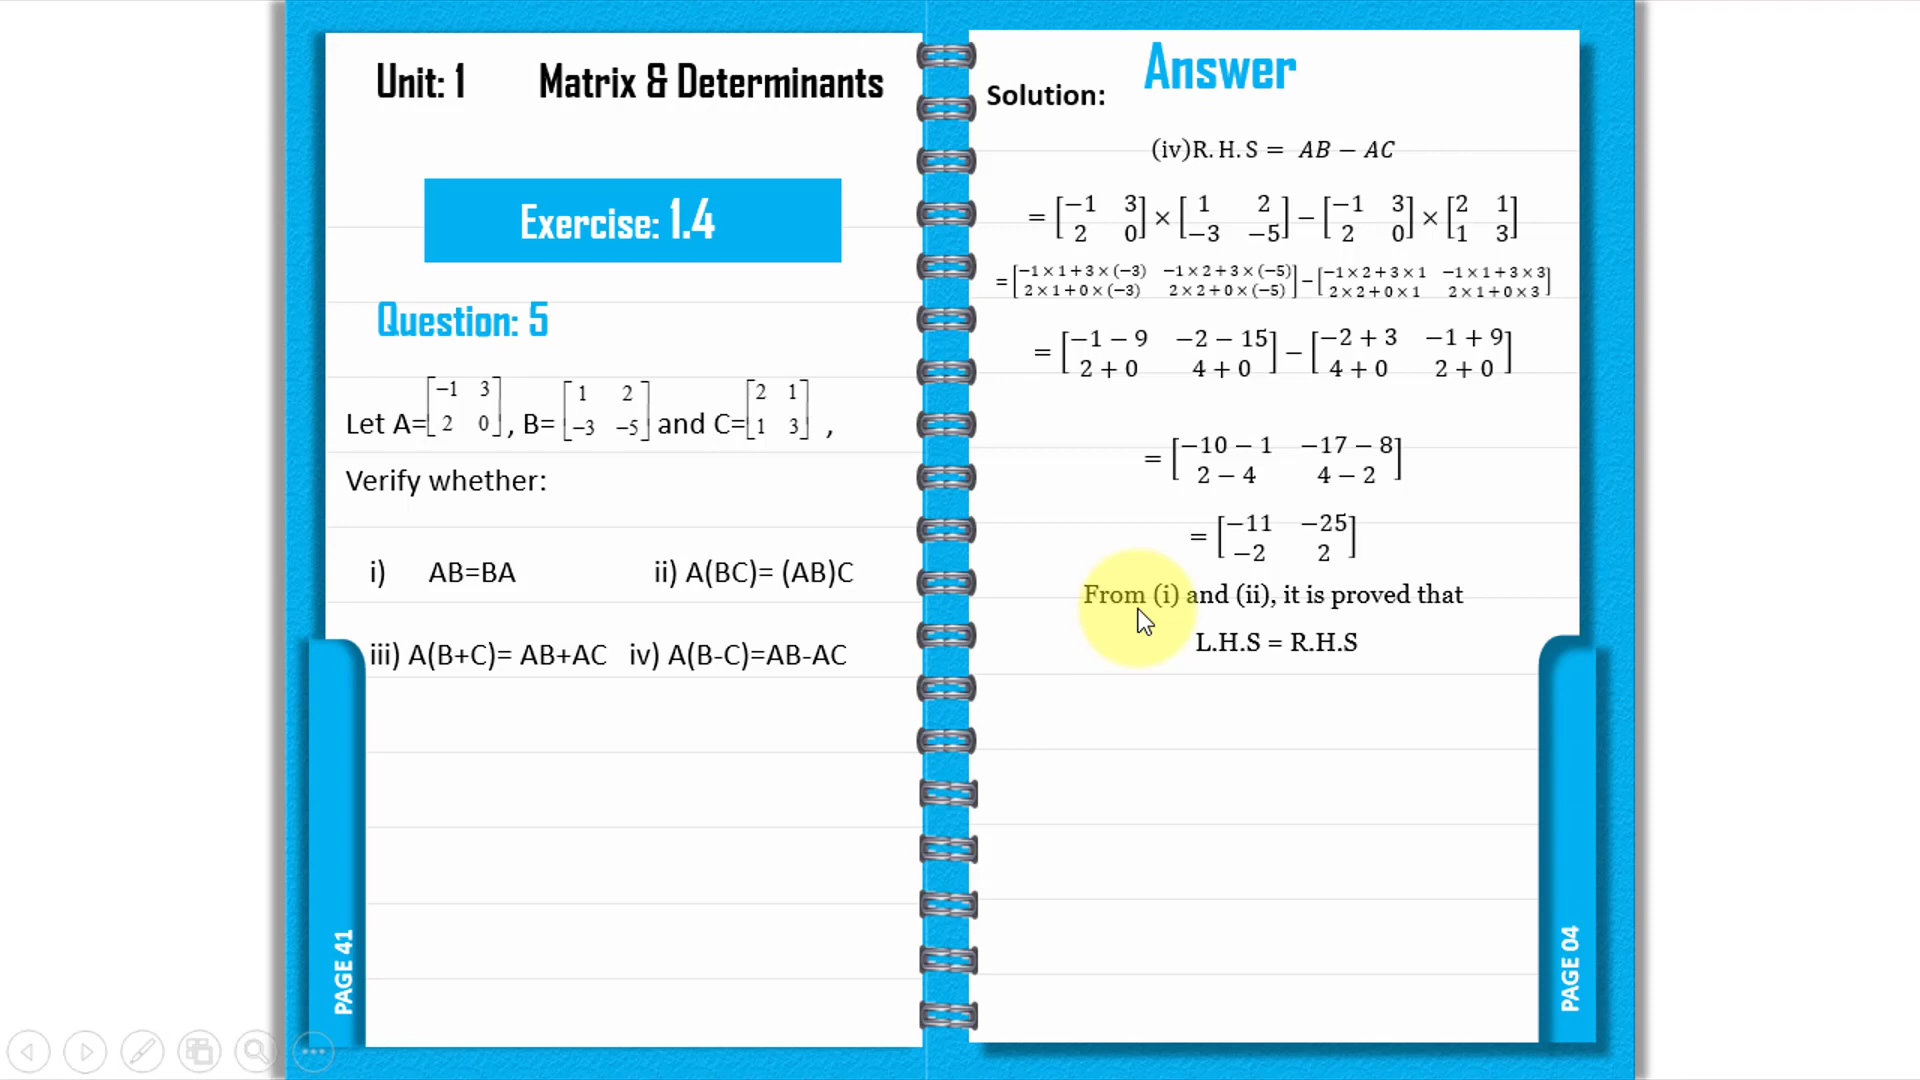 Unit: 1 Matrix & Determinants
Exercise: 1.4
Question: 5
Let A=[−1 3; 2 0], B=[1 2; −3 −5] and C=[2 1; 1 3] ,
Verify whether:
i) AB=BA ii) A(BC)= (AB)C
iii) A(B+C)= AB+AC iv) A(B-C)=AB-AC
PAGE 41
Answer
Solution:
(iv)R.H.S = AB − AC
= [−1 3; 2 0] × [1 2; −3 −5] − [−1 3; 2 0] × [2 1; 1 3]
= [−1 × 1 + 3 × (−3) −1 × 2 + 3 × (−5); 2 × 1 + 0 × (−3) 2 × 2 + 0 × (−5)] − [−1 × 2 + 3 × 1 −1 × 1 + 3 × 3; 2 × 2 + 0 × 1 2 × 1 + 0 × 3]
= [−1 − 9 −2 − 15; 2 + 0 4 + 0] − [−2 + 3 −1 + 9; 4 + 0 2 + 0]
= [−10 − 1 −17 − 8; 2 − 4 4 − 2]
= [−11 −25; −2 2]
From (i) and (ii), it is proved that
L.H.S = R.H.S
PAGE 04